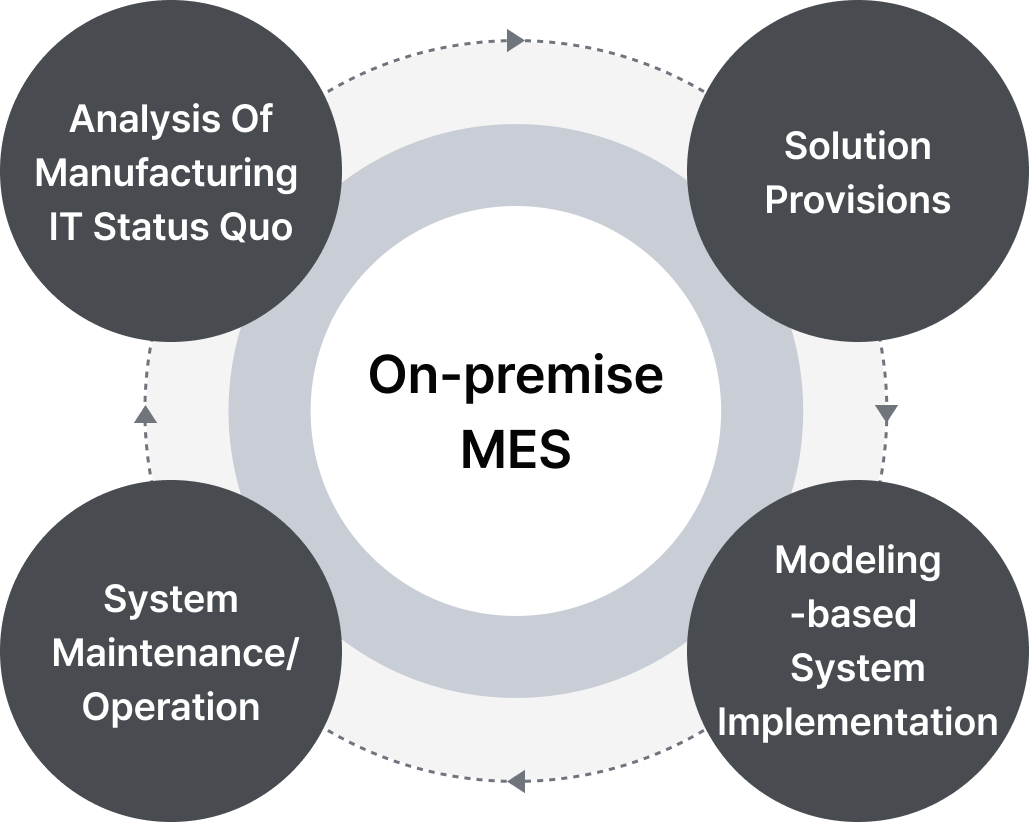 Analysis Of
Manufacturing
IT Status Quo
Solution
Provisions
On-premise
MES
System
Maintenance/
Operation
Modeling
-based
System
Implementation